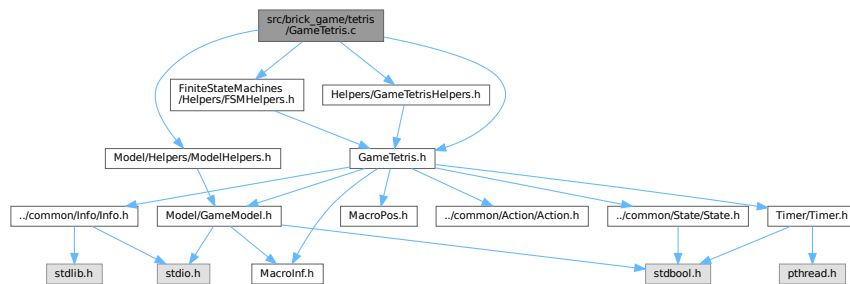 src/brick_game/tetris
/GameTetris.c
FiniteStateMachines
/Helpers/FSMHelpers.h
Helpers/GameTetrisHelpers.h
Model/Helpers/ModelHelpers.h
GameTetris.h
../common/Info/Info.h
Model/GameModel.h
MacroPos.h
../common/Action/Action.h
../common/State/State.h
Timer/Timer.h
stdlib.h
stdio.h
MacroInf.h
stdbool.h
pthread.h